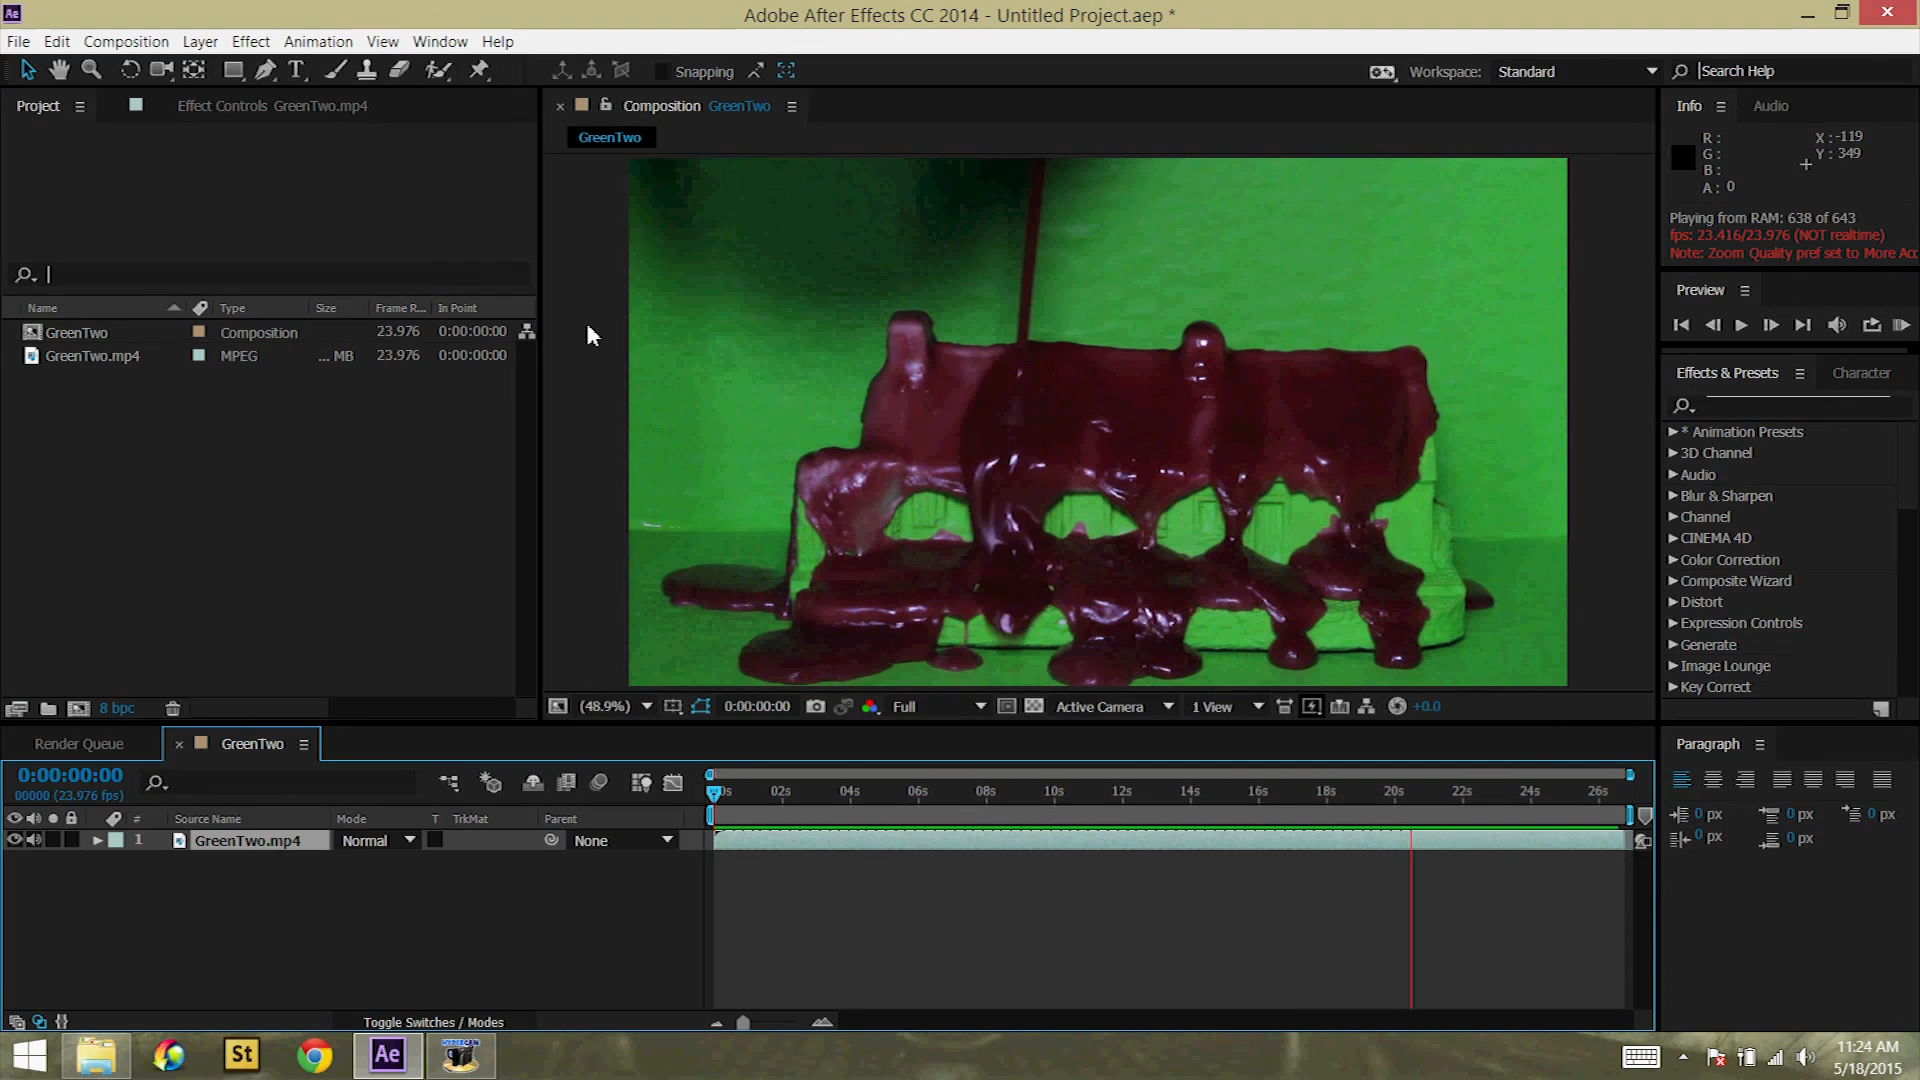 Ae
Adobe After Effects CC 2014 - Untitled Project.aep *
File Edit Composition Layer Effect Animation View Window Help
T Snapping Workspace: Standard Search Help
Project Effect Controls GreenTwo.mp4
Composition GreenTwo
GreenTwo
Name Type Size Frame R... In Point
GreenTwo Composition 23.976 0:00:00:00
GreenTwo.mp4 MPEG ... MB 23.976 0:00:00:00
8 bpc
(48.9%) 0:00:00:00 Full Active Camera 1 View +0.0
Info Audio
R : X : -119
G : Y : 349
B :
A : 0
Playing from RAM: 638 of 643
fps: 23.416/23.976 (NOT realtime)
Note: Zoom Quality pref set to More Acc
Preview
Effects & Presets Character
* Animation Presets
3D Channel
Audio
Blur & Sharpen
Channel
CINEMA 4D
Color Correction
Composite Wizard
Distort
Expression Controls
Generate
Image Lounge
Key Correct
Render Queue GreenTwo
0:00:00:00
00000 (23.976 fps)
0s 02s 04s 06s 08s 10s 12s 14s 16s 18s 20s 22s 24s 26s
# Source Name Mode T TrkMat Parent
1 GreenTwo.mp4 Normal None
Toggle Switches / Modes
Paragraph
0 px 0 px 0 px
0 px 0 px
St Ae HYPERCAM
11:24 AM
5/18/2015